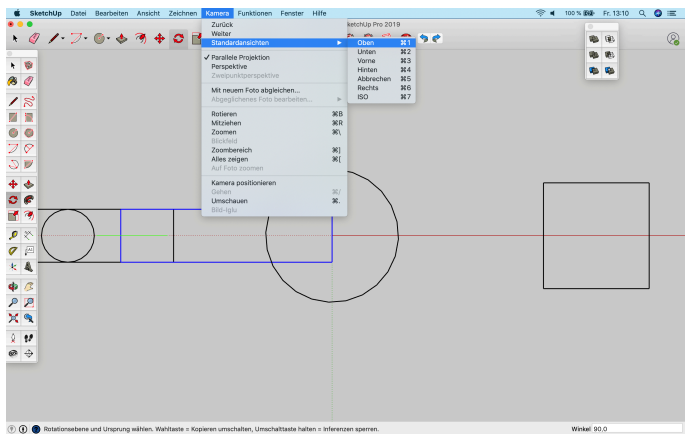 SketchUp Datei Bearbeiten Ansicht Zeichnen Kamera Funktionen Fenster Hilfe 100 % Fr. 13:10
ketchUp Pro 2019
Zurück
Weiter
Standardansichten
Parallele Projektion
Perspektive
Zweipunktperspektive
Mit neuem Foto abgleichen...
Abgeglichenes Foto bearbeiten...
Rotieren ⌘B
Mitziehen ⌘R
Zoomen ⌘\
Blickfeld
Zoombereich ⌘]
Alles zeigen ⌘[
Auf Foto zoomen
Kamera positionieren
Gehen ⌘/
Umschauen ⌘.
Bild-Iglu
Oben ⌘1
Unten ⌘2
Vorne ⌘3
Hinten ⌘4
Abbrechen ⌘5
Rechts ⌘6
ISO ⌘7
Rotationsebene und Ursprung wählen. Wahltaste = Kopieren umschalten, Umschalttaste halten = Inferenzen sperren. Winkel 90,0